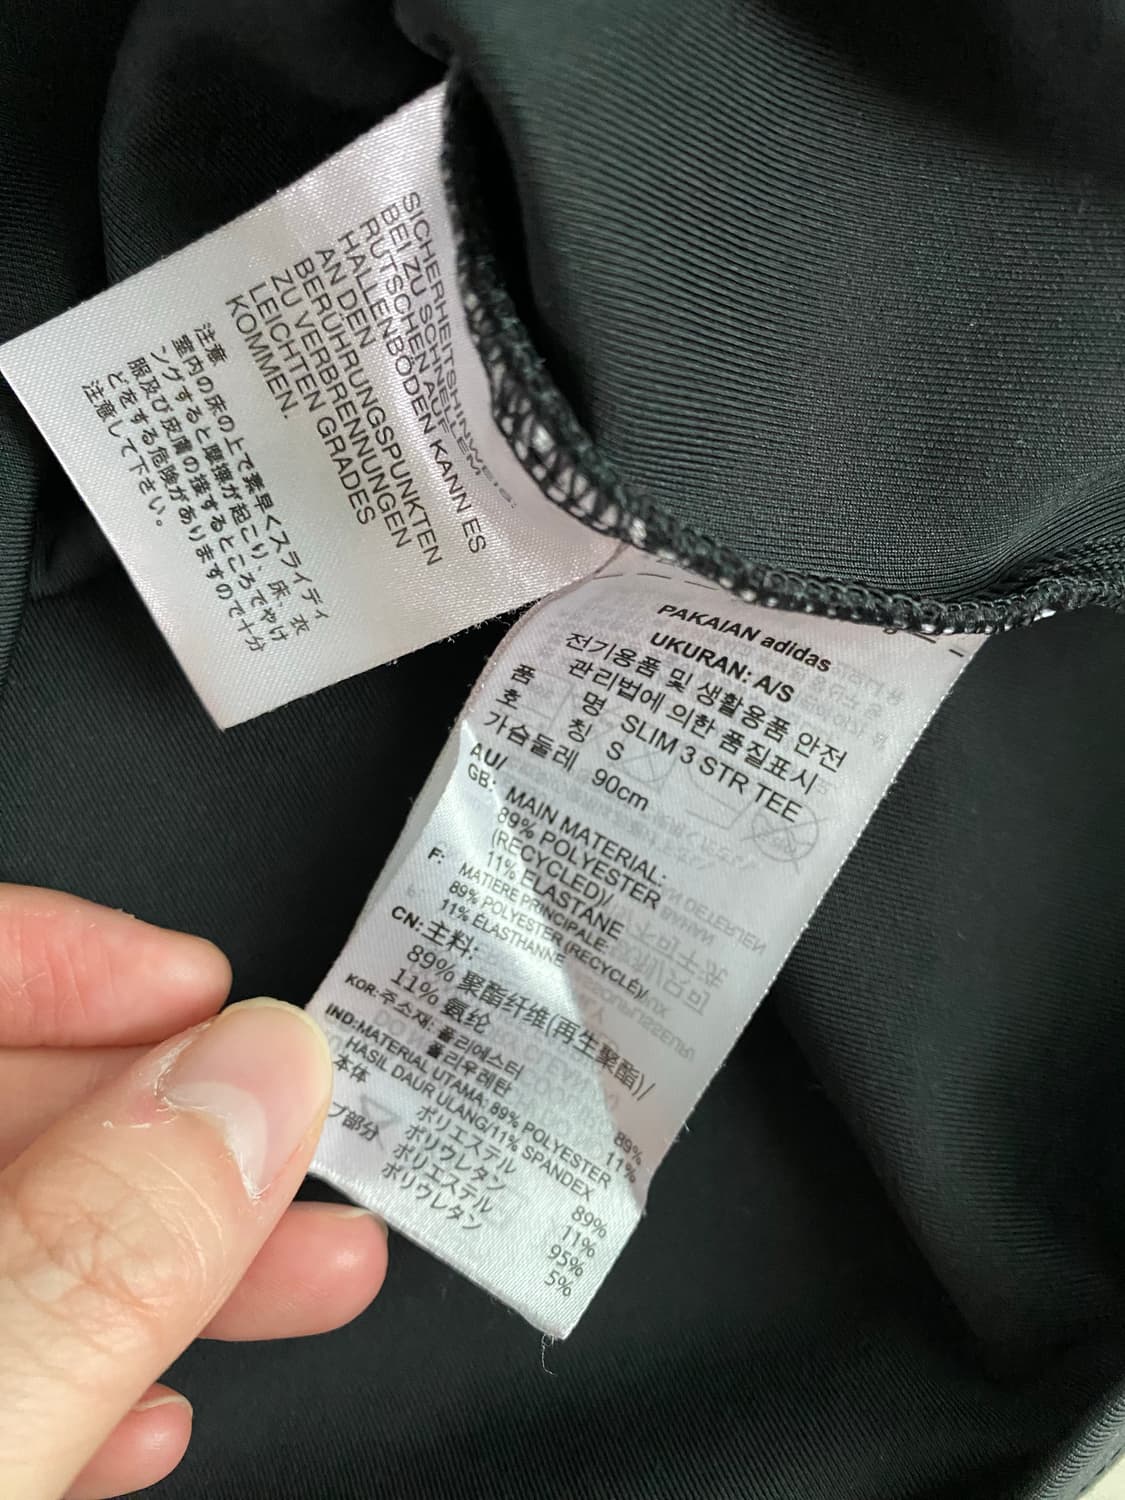 SICHERHEITSHINWEIS:
BEI ZU SCHNELLEM
RUTSCHEN AUF
HALLENBÖDEN KANN ES
AN DEN
BERÜHRUNGSPUNKTEN
ZU VERBRENNUNGEN
LEICHTEN GRADES
KOMMEN.
注意
室内の床の上で素早くスライディ
ングすると摩擦が起こり、床、衣
服及び皮膚の接するところでやけ
どをする危険がありますので十分
注意して下さい。
PAKAIAN adidas
UKURAN: A/S
전기용품 및 생활용품 안전
관리법에 의한 품질표시
품 명 SLIM 3 STR TEE
호 칭 S
가슴둘레 90cm
AU/
GB: MAIN MATERIAL:
89% POLYESTER
(RECYCLED)/
11% ELASTANE
F: MATIERE PRINCIPALE:
89% POLYESTER (RECYCLÉ)/
11% ÉLASTHANNE
CN: 主料:
89% 聚酯纤维(再生聚酯)/
11% 氨纶
KOR: 주소재: 폴리에스터 89%
폴리우레탄 11%
IND: MATERIAL UTAMA: 89% POLYESTER
HASIL DAUR ULANG/11% SPANDEX
本体 ポリエステル 89%
ポリウレタン 11%
ブ部分 ポリエステル 95%
ポリウレタン 5%